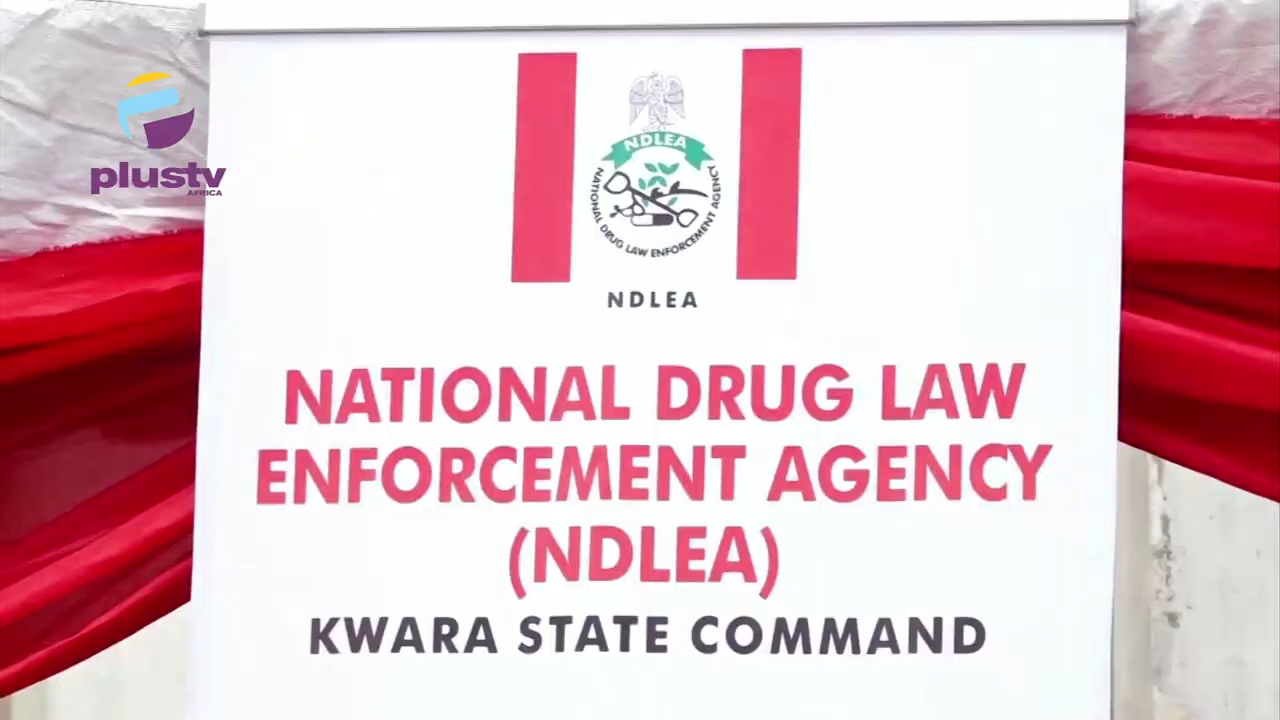 plustv
AFRICA
NDLEA
NATIONAL DRUG LAW ENFORCEMENT AGENCY
NDLEA
NATIONAL DRUG LAW
ENFORCEMENT AGENCY
(NDLEA)
KWARA STATE COMMAND